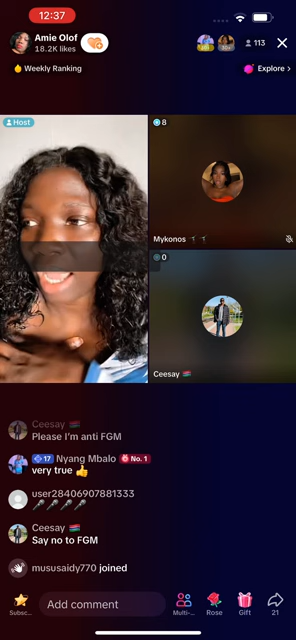 12:37
Amie Olof
18.2K likes
10+
113
Weekly Ranking
Explore >
Host
8
Mykonos
0
Ceesay 🇬🇲
Ceesay 🇬🇲
Please I'm anti FGM
17 Nyang Mbalo No. 1
very true 👍
user28406907881333
🎤🎤🎤🎤
Ceesay 🇬🇲
Say no to FGM
mususaidy770 joined
Subsc...
Add comment
Multi-...
Rose
Gift
21